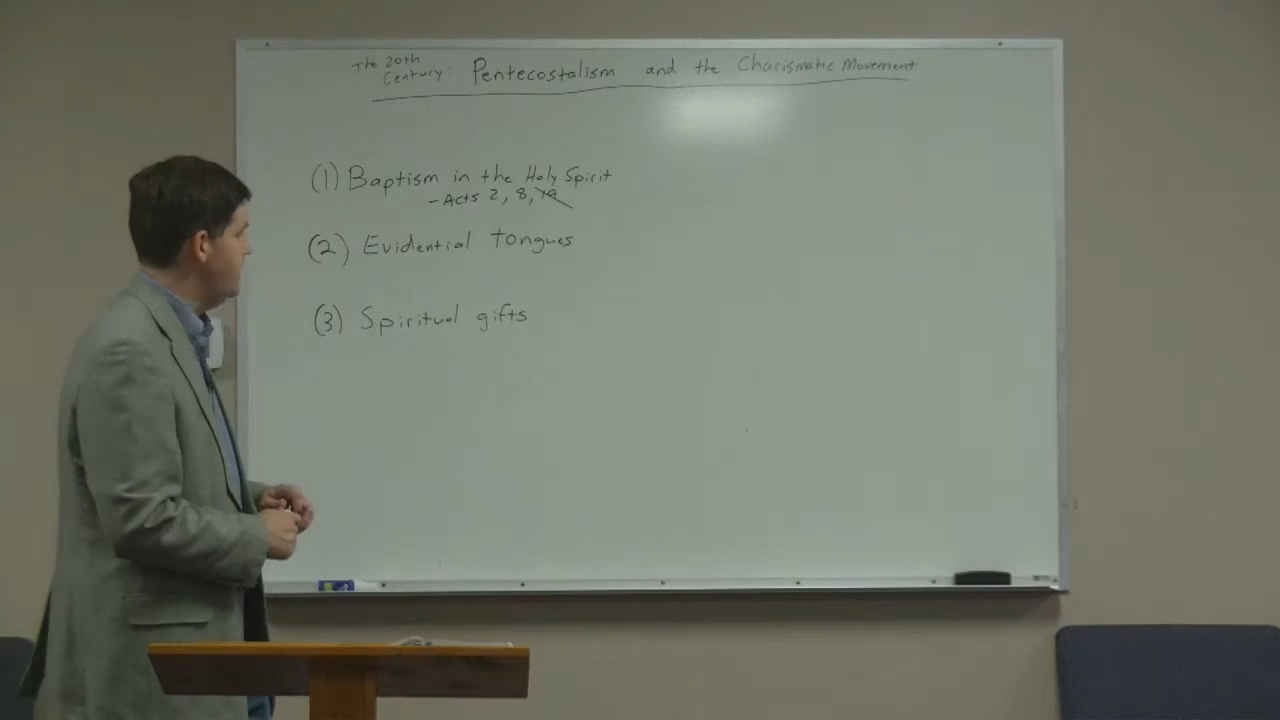 The 20th
Century: Pentecostalism and the Charismatic Movement
(1) Baptism in the Holy Spirit
- Acts 2, 8, 19
(2) Evidential tongues
(3) Spiritual gifts